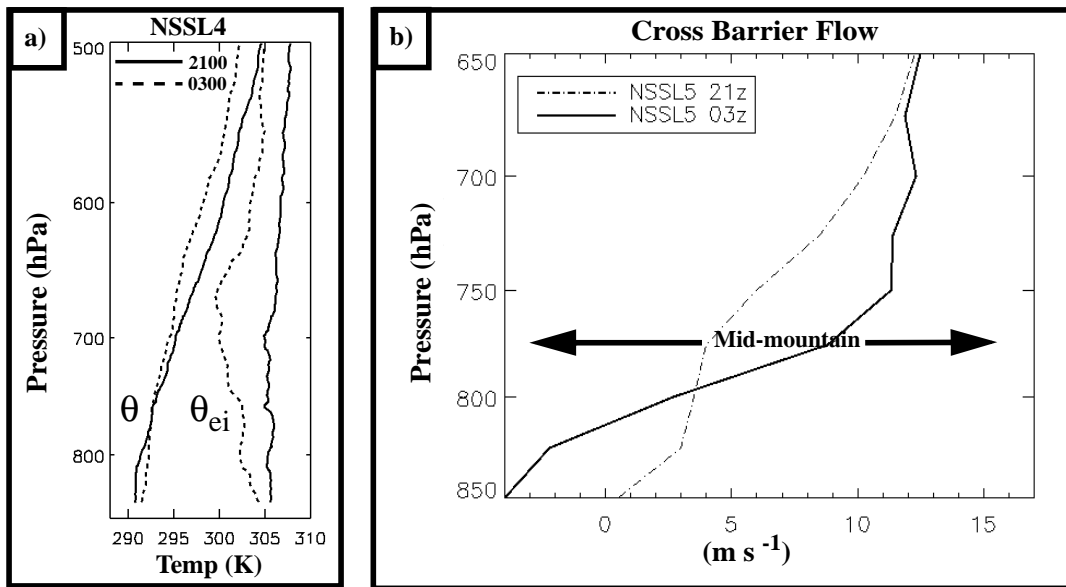 a)
NSSL4
2100
0300
500
600
700
800
Pressure (hPa)
θ
θei
290 295 300 305 310
Temp (K)
b)
Cross Barrier Flow
NSSL5 21z
NSSL5 03z
650
700
750
800
850
Pressure (hPa)
Mid-mountain
0 5 10 15
(m s -1)